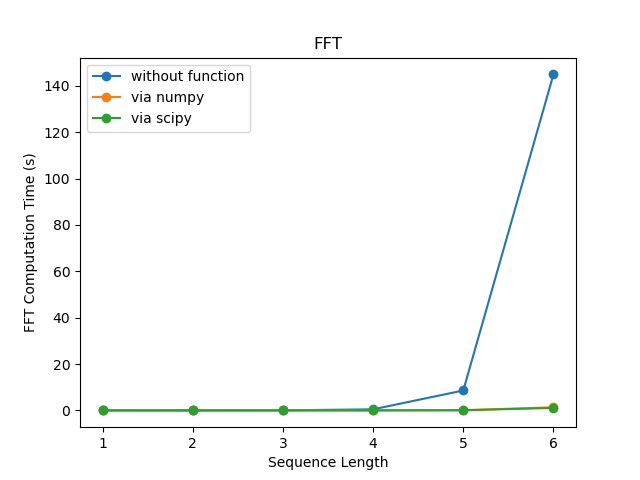 FFT
without function
via numpy
via scipy
FFT Computation Time (s)
140
120
100
80
60
40
20
0
1 2 3 4 5 6
Sequence Length